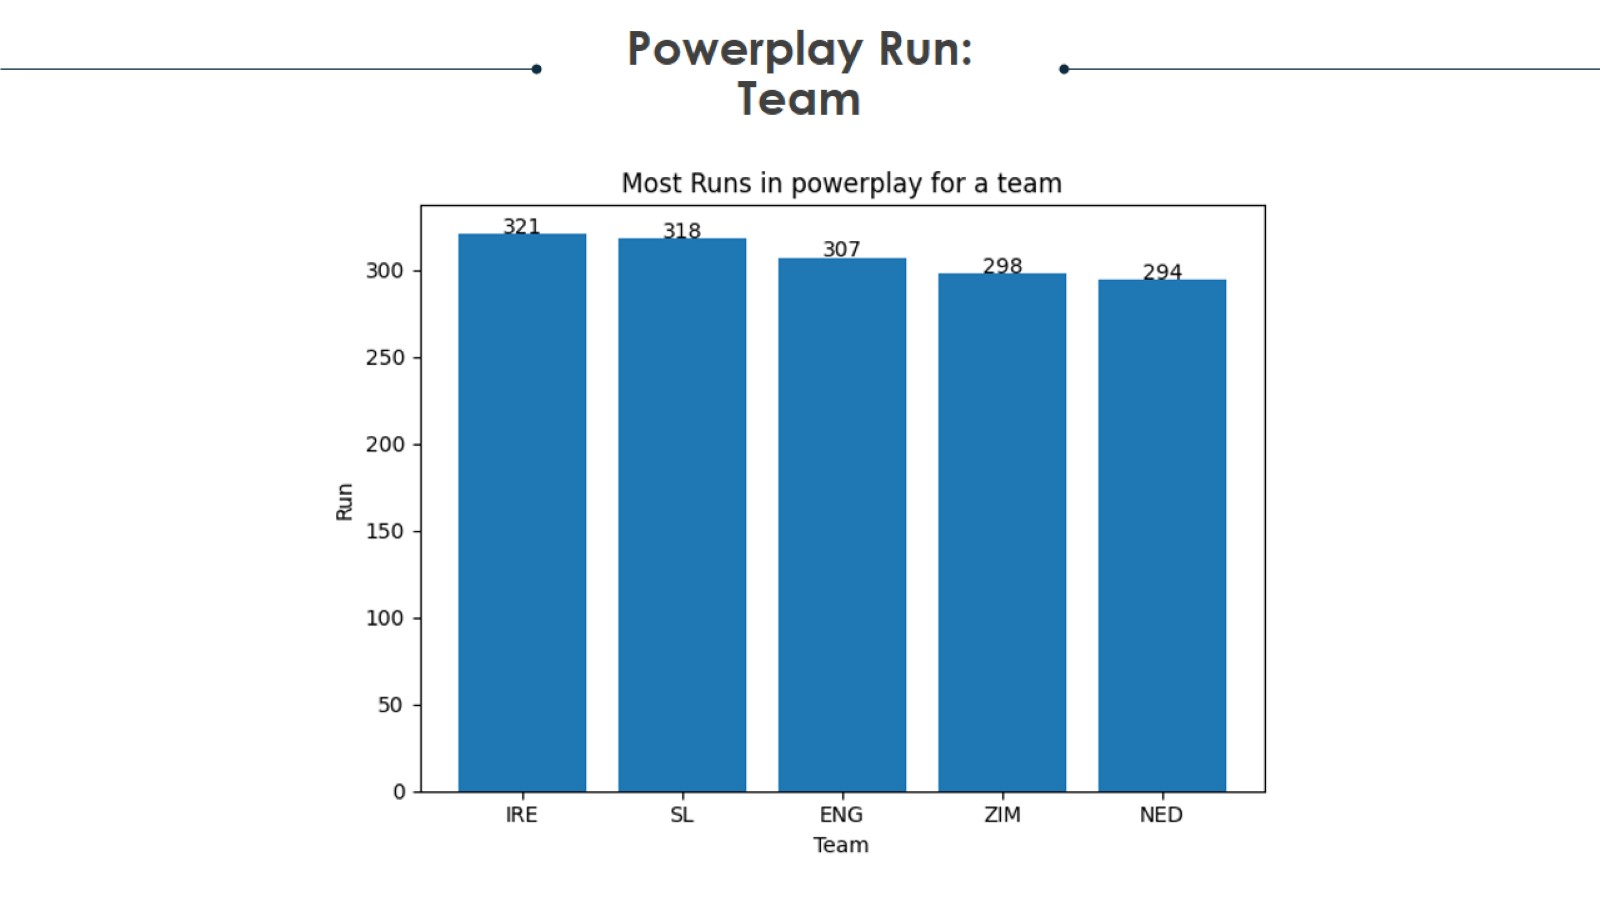 Powerplay Run:
Team
Most Runs in powerplay for a team
321
318
307
298
294
300
250
200
150
100
50
0
Run
IRE
SL
ENG
ZIM
NED
Team